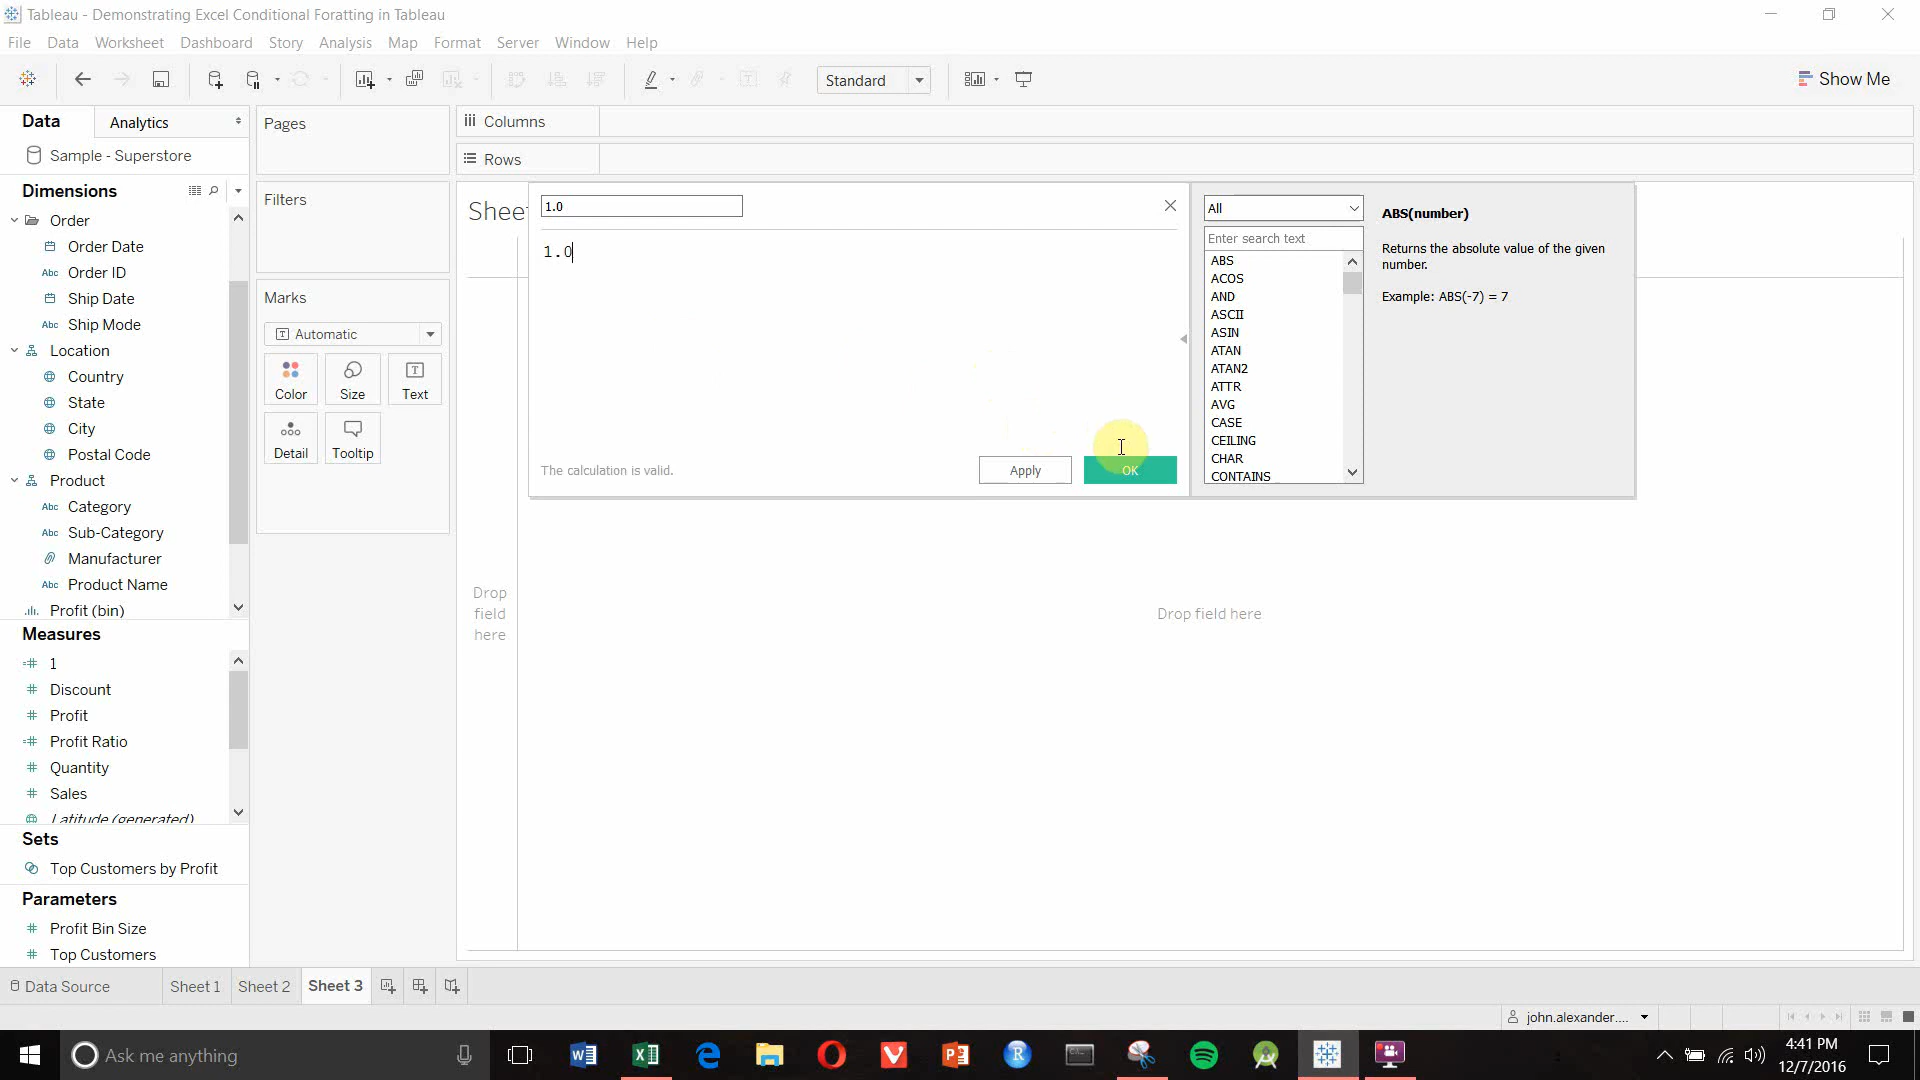 Tableau - Demonstrating Excel Conditional Foratting in Tableau
File Data Worksheet Dashboard Story Analysis Map Format Server Window Help
Standard
Show Me
Data
Analytics
Sample - Superstore
Dimensions
Order
Order Date
Abc Order ID
Ship Date
Abc Ship Mode
Location
Country
State
City
Postal Code
Product
Abc Category
Abc Sub-Category
Manufacturer
Abc Product Name
Profit (bin)
Measures
1
Discount
Profit
Profit Ratio
Quantity
Sales
Latitude (generated)
Sets
Top Customers by Profit
Parameters
Profit Bin Size
Top Customers
Pages
Filters
Marks
Automatic
Color
Size
Text
Detail
Tooltip
Columns
Rows
Shee
1.0
1.0
The calculation is valid.
Apply
OK
All
Enter search text
ABS
ACOS
AND
ASCII
ASIN
ATAN
ATAN2
ATTR
AVG
CASE
CEILING
CHAR
CONTAINS
ABS(number)
Returns the absolute value of the given
number.
Example: ABS(-7) = 7
Drop
field
here
Drop field here
Data Source
Sheet 1
Sheet 2
Sheet 3
john.alexander....
Ask me anything
4:41 PM
12/7/2016